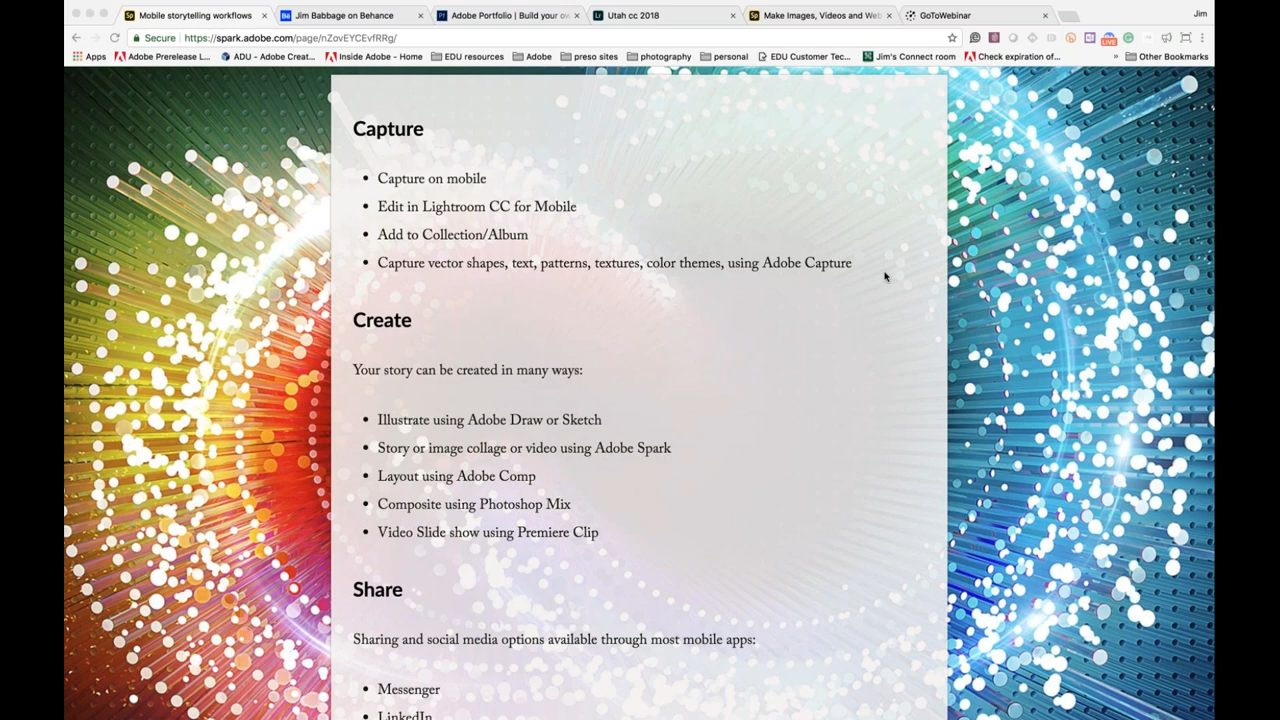 Mobile storytelling workflows
Jim Babbage on Behance
Adobe Portfolio | Build your ow
Utah cc 2018
Make Images, Videos and Web
GoToWebinar
Jim
Secure
https://spark.adobe.com/page/nZovEYCEvfRRg/
LIVE
Apps
Adobe Prerelease L...
ADU - Adobe Creat...
Inside Adobe - Home
EDU resources
Adobe
preso sites
photography
personal
EDU Customer Tec...
Jim's Connect room
Check expiration of...
»
Other Bookmarks
Capture
• Capture on mobile
• Edit in Lightroom CC for Mobile
• Add to Collection/Album
• Capture vector shapes, text, patterns, textures, color themes, using Adobe Capture
Create
Your story can be created in many ways:
• Illustrate using Adobe Draw or Sketch
• Story or image collage or video using Adobe Spark
• Layout using Adobe Comp
• Composite using Photoshop Mix
• Video Slide show using Premiere Clip
Share
Sharing and social media options available through most mobile apps:
• Messenger
• LinkedIn